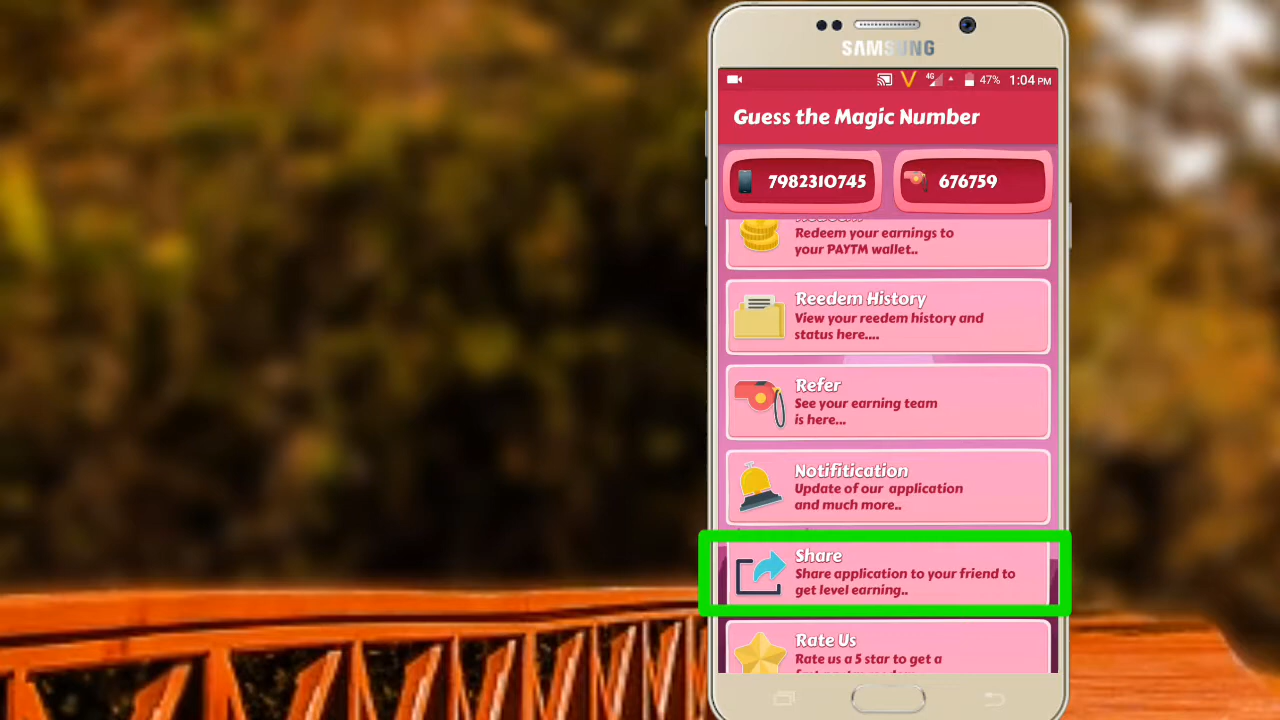 SAMSUNG
4G 47% 1:04 PM
Guess the Magic Number
7982310745 676759
Redeem your earnings to
your PAYTM wallet..
Reedem History
View your reedem history and
status here....
Refer
See your earning team
is here...
Notifitication
Update of our application
and much more..
Share
Share application to your friend to
get level earning..
Rate Us
Rate us a 5 star to get a